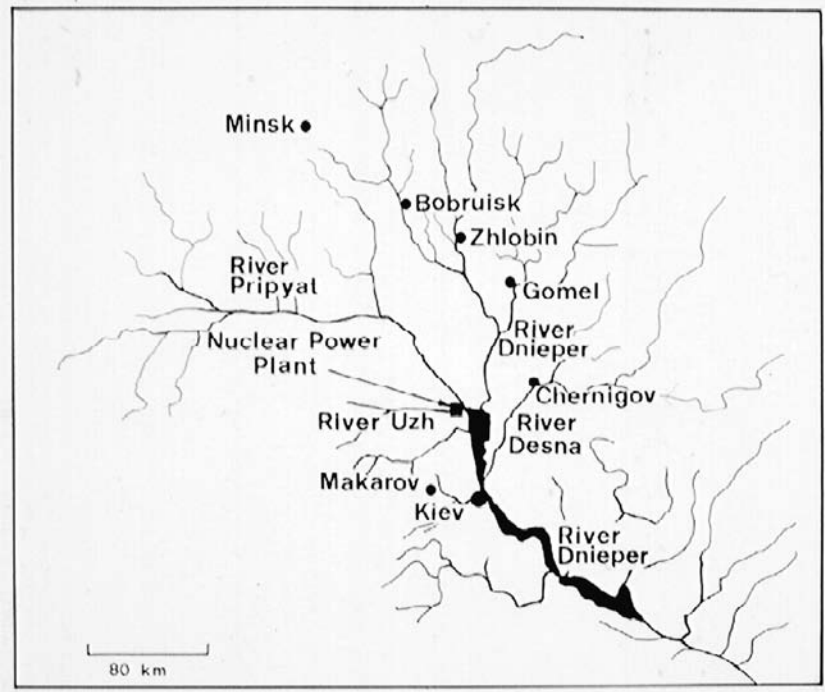 Minsk
Bobruisk
Zhlobin
River
Pripyat
Gomel
Nuclear Power
Plant
River
Dnieper
Chernigov
River Uzh
River
Desna
Makarov
Kiev
River
Dnieper
80 km